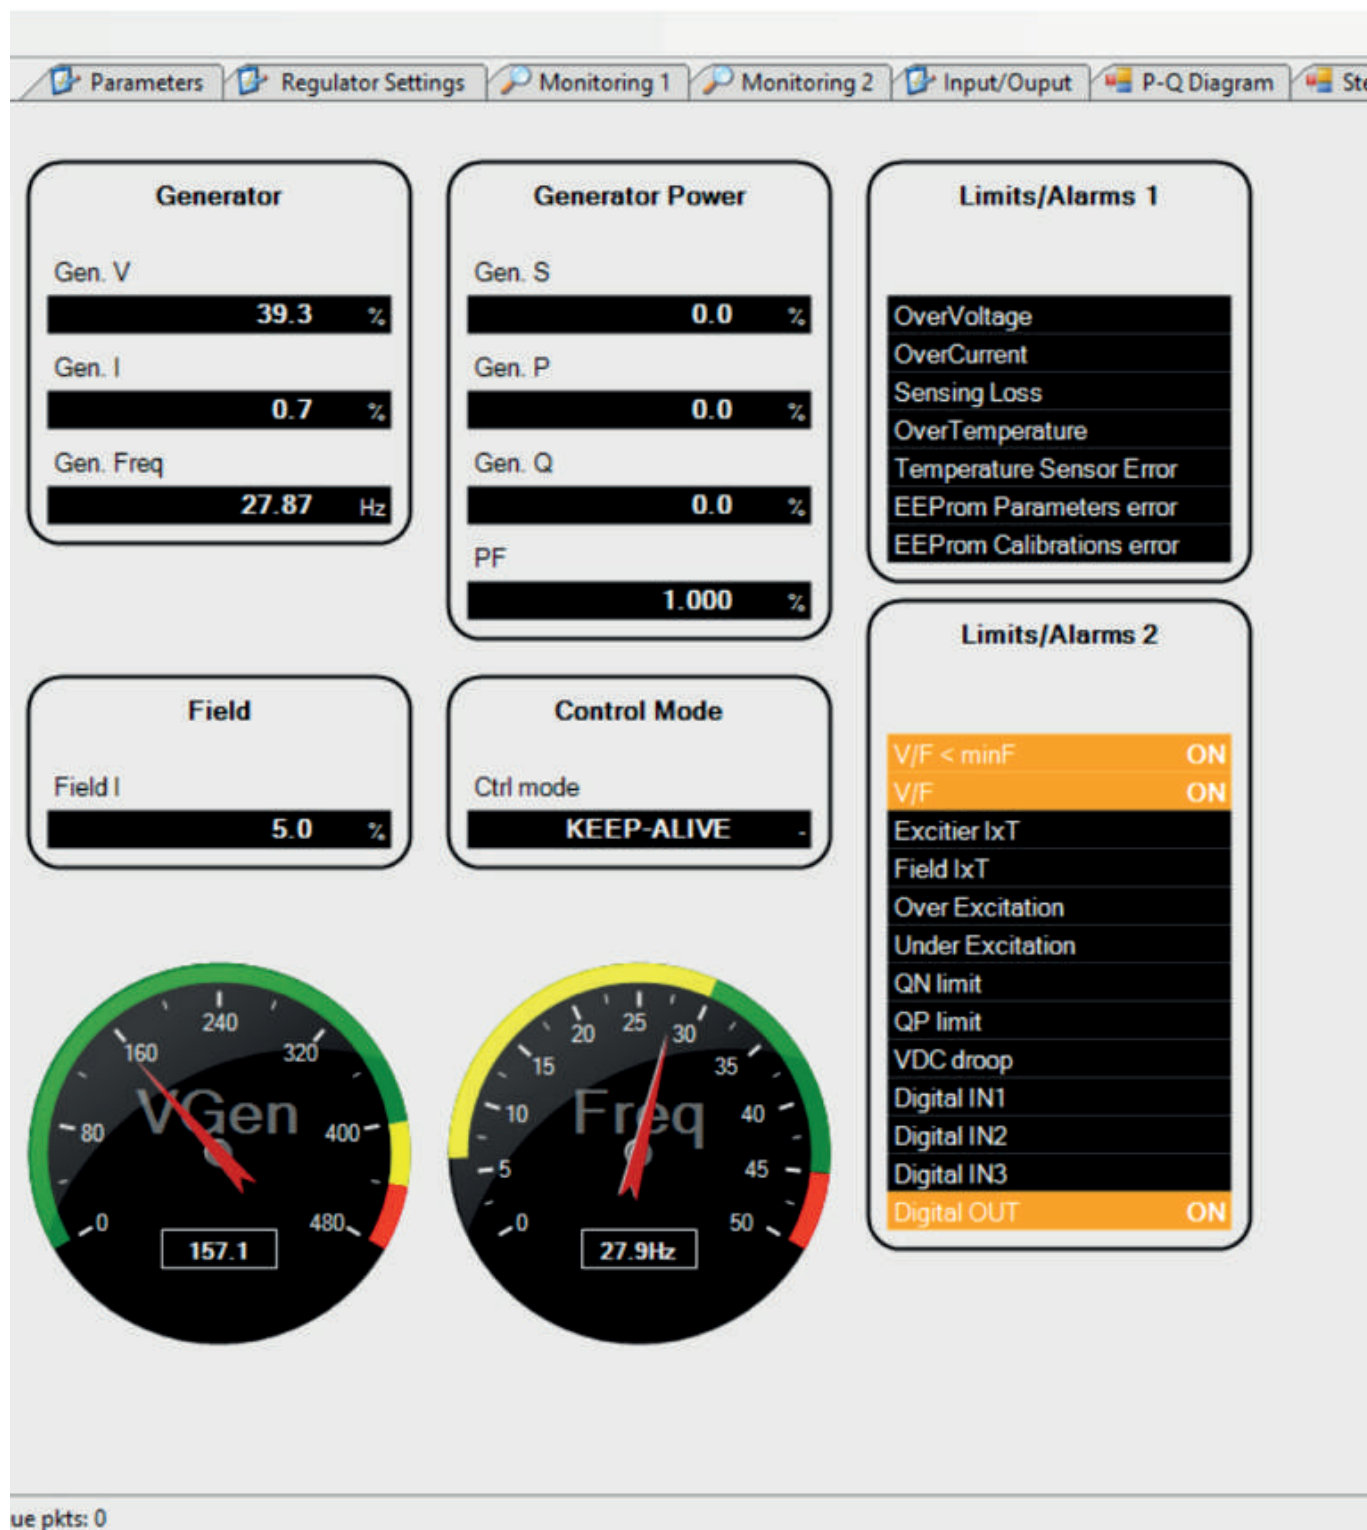 Parameters
Regulator Settings
Monitoring 1
Monitoring 2
Input/Ouput
P-Q Diagram
Ste
Generator
Gen. V
39.3 %
Gen. I
0.7 %
Gen. Freq
27.87 Hz
Generator Power
Gen. S
0.0 %
Gen. P
0.0 %
Gen. Q
0.0 %
PF
1.000 %
Limits/Alarms 1
OverVoltage
OverCurrent
Sensing Loss
OverTemperature
Temperature Sensor Error
EEProm Parameters error
EEProm Calibrations error
Field
Field I
5.0 %
Control Mode
Ctrl mode
KEEP-ALIVE -
Limits/Alarms 2
V/F < minF ON
V/F ON
Excitier IxT
Field IxT
Over Excitation
Under Excitation
QN limit
QP limit
VDC droop
Digital IN1
Digital IN2
Digital IN3
Digital OUT ON
0
80
160
240
320
400
480
VGen
157.1
0
5
10
15
20
25
30
35
40
45
50
Freq
27.9Hz
ue pkts: 0